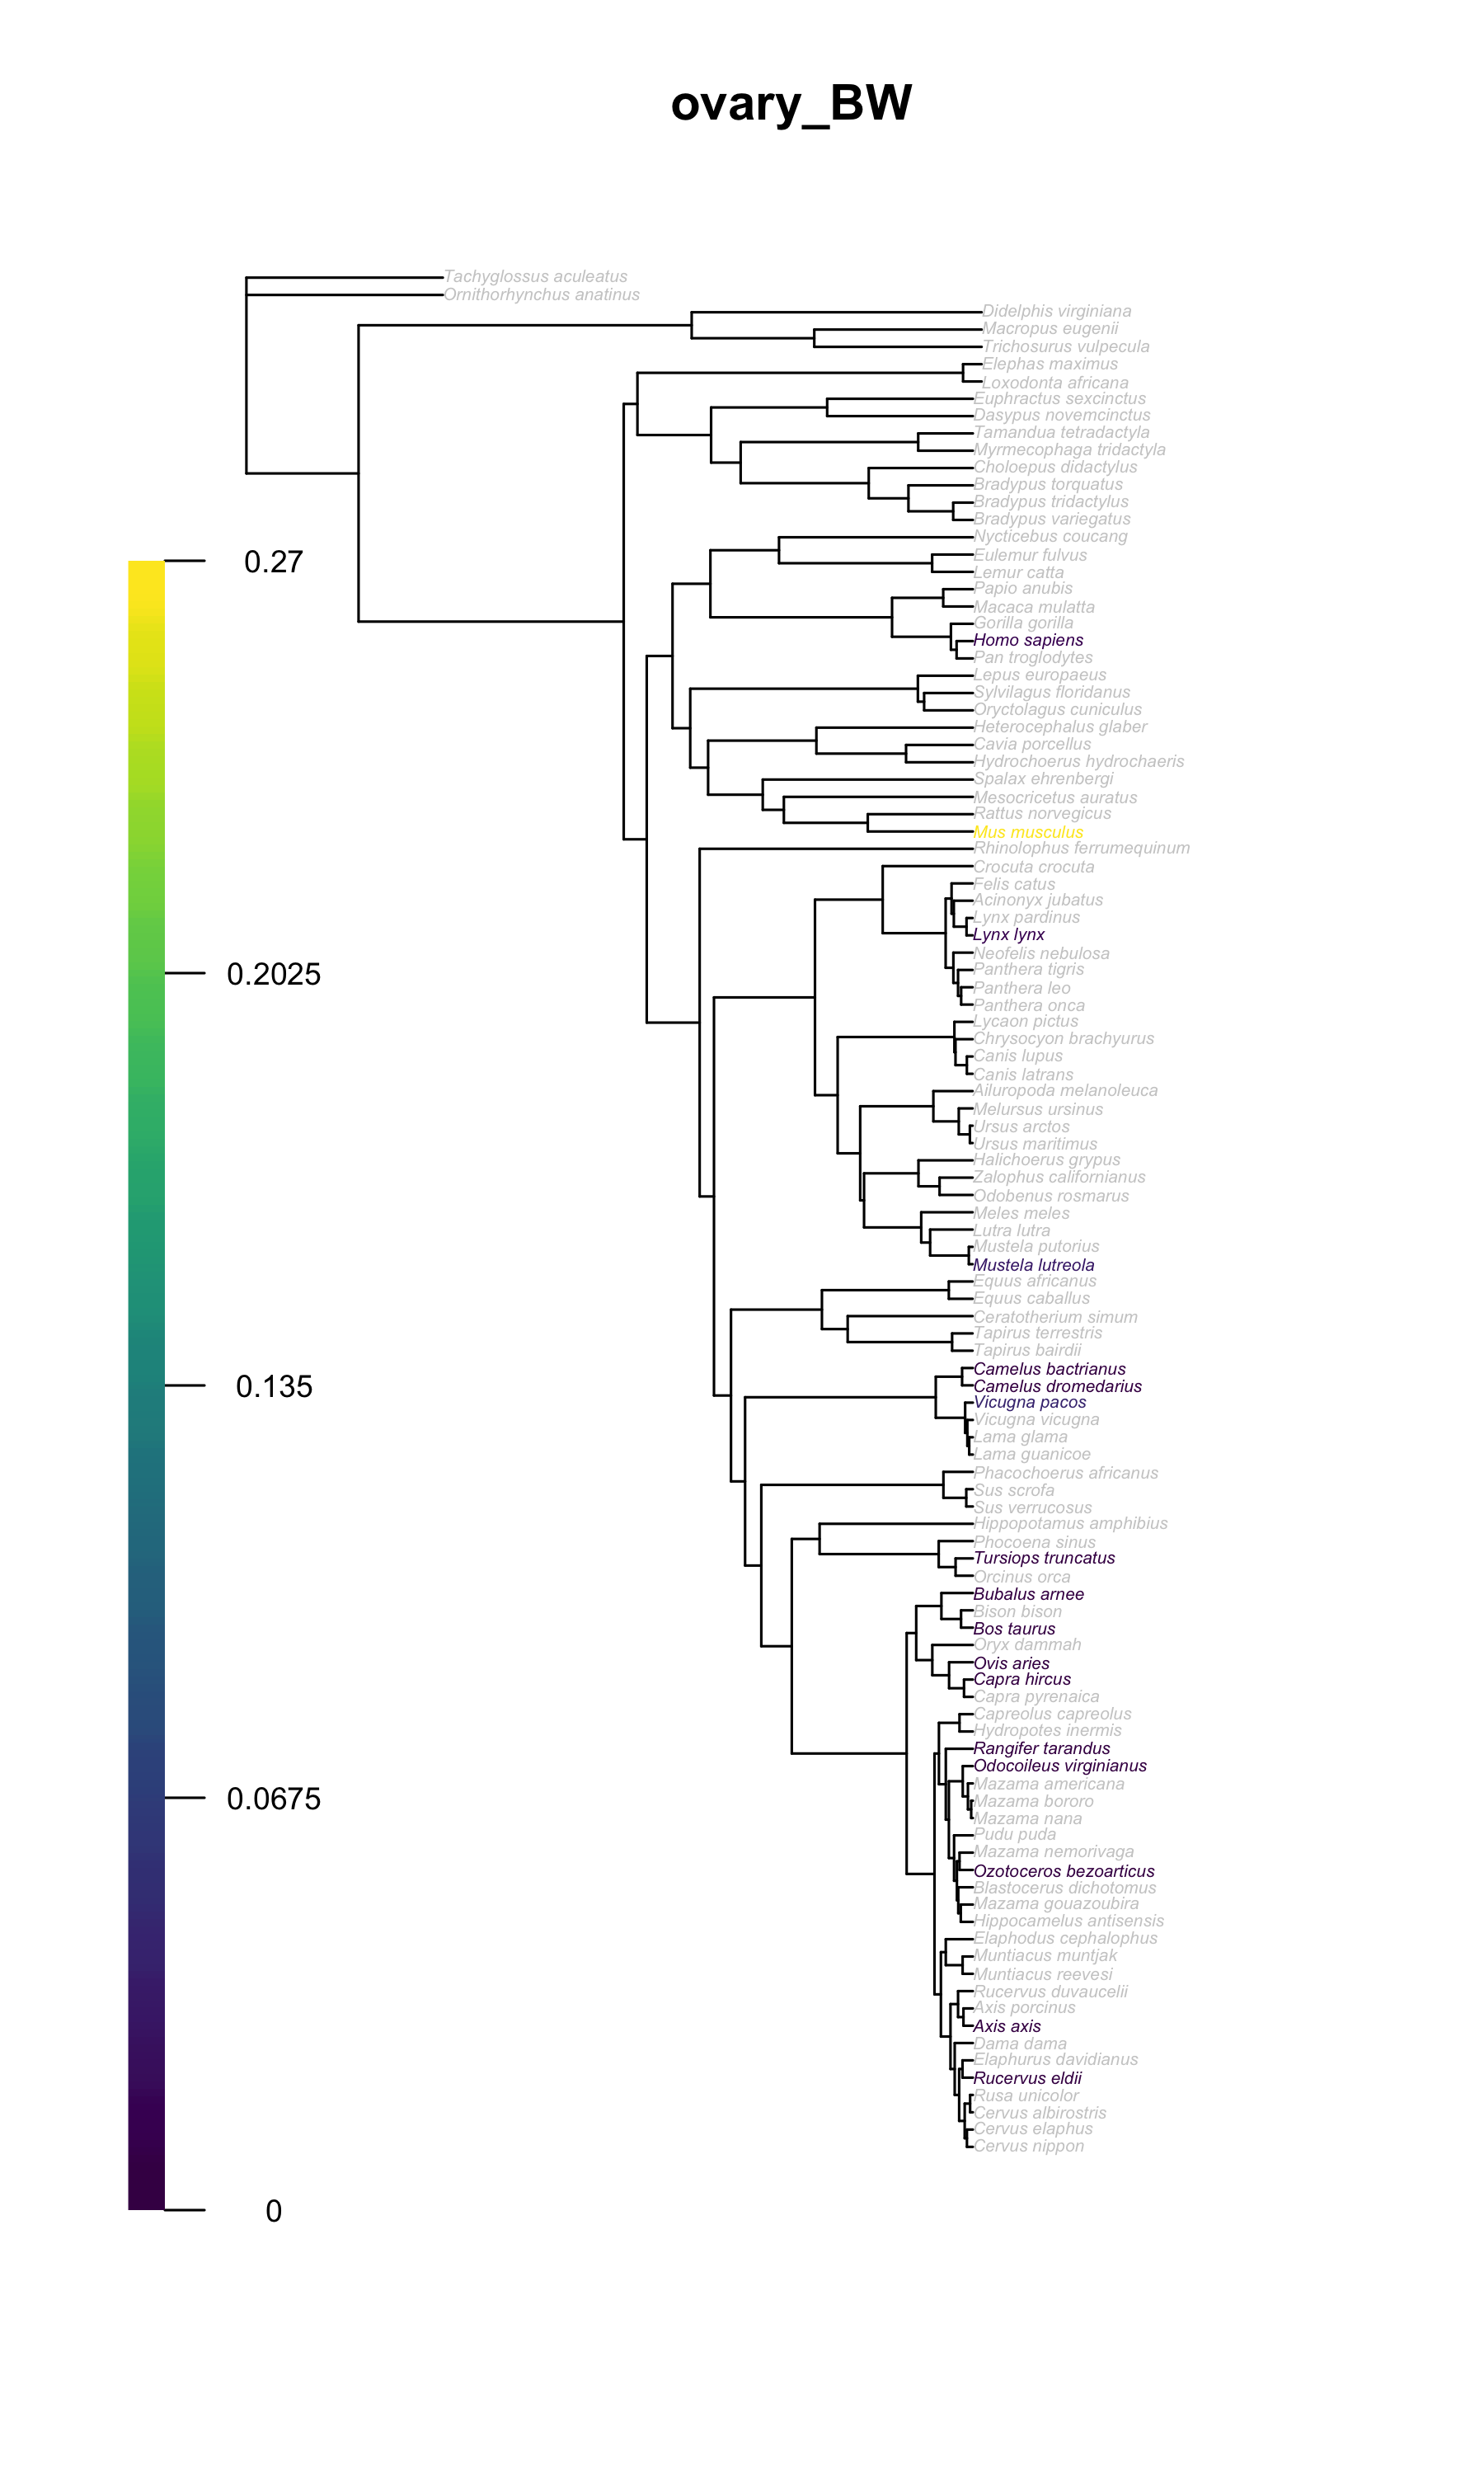 ovary_BW
Tachyglossus aculeatus
Ornithorhynchus anatinus
Didelphis virginiana
Macropus eugenii
Trichosurus vulpecula
Elephas maximus
Loxodonta africana
Euphractus sexcinctus
Dasypus novemcinctus
Tamandua tetradactyla
Myrmecophaga tridactyla
Choloepus didactylus
Bradypus torquatus
Bradypus tridactylus
Bradypus variegatus
Nycticebus coucang
Eulemur fulvus
Lemur catta
Papio anubis
Macaca mulatta
Gorilla gorilla
Homo sapiens
Pan troglodytes
Lepus europaeus
Sylvilagus floridanus
Oryctolagus cuniculus
Heterocephalus glaber
Cavia porcellus
Hydrochoerus hydrochaeris
Spalax ehrenbergi
Mesocricetus auratus
Rattus norvegicus
Mus musculus
Rhinolophus ferrumequinum
Crocuta crocuta
Felis catus
Acinonyx jubatus
Lynx pardinus
Lynx lynx
Neofelis nebulosa
Panthera tigris
Panthera leo
Panthera onca
Lycaon pictus
Chrysocyon brachyurus
Canis lupus
Canis latrans
Ailuropoda melanoleuca
Melursus ursinus
Ursus arctos
Ursus maritimus
Halichoerus grypus
Zalophus californianus
Odobenus rosmarus
Meles meles
Lutra lutra
Mustela putorius
Mustela lutreola
Equus africanus
Equus caballus
Ceratotherium simum
Tapirus terrestris
Tapirus bairdii
Camelus bactrianus
Camelus dromedarius
Vicugna pacos
Vicugna vicugna
Lama glama
Lama guanicoe
Phacochoerus africanus
Sus scrofa
Sus verrucosus
Hippopotamus amphibius
Phocoena sinus
Tursiops truncatus
Orcinus orca
Bubalus arnee
Bison bison
Bos taurus
Oryx dammah
Ovis aries
Capra hircus
Capra pyrenaica
Capreolus capreolus
Hydropotes inermis
Rangifer tarandus
Odocoileus virginianus
Mazama americana
Mazama bororo
Mazama nana
Pudu puda
Mazama nemorivaga
Ozotoceros bezoarticus
Blastocerus dichotomus
Mazama gouazoubira
Hippocamelus antisensis
Elaphodus cephalophus
Muntiacus muntjak
Muntiacus reevesi
Rucervus duvaucelii
Axis porcinus
Axis axis
Dama dama
Elaphurus davidianus
Rucervus eldii
Rusa unicolor
Cervus albirostris
Cervus elaphus
Cervus nippon
0.27
0.2025
0.135
0.0675
0